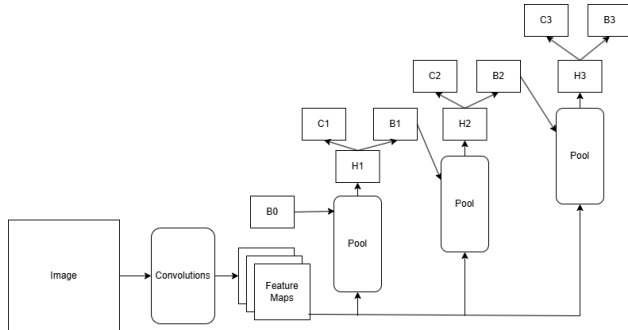 C3
B3
C2
B2
H3
C1
B1
H2
Pool
H1
Pool
B0
Pool
Image
Convolutions
Feature
Maps